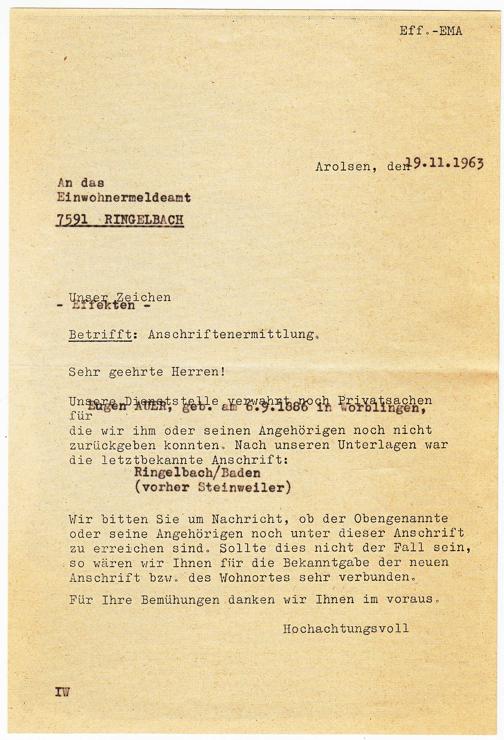 Eff.-EMA
Arolsen, den 19.11.1963
An das
Einwohnermeldeamt
7591 RINGELBACH
Unser Zeichen
- Effekten -
Betrifft: Anschriftenermittlung.
Sehr geehrte Herren!
Unsere Dienststelle verwahrt noch Privatsachen
für
Eugen AUER, geb. am 6.9.1886 in Worblingen,
die wir ihm oder seinen Angehörigen noch nicht
zurückgeben konnten. Nach unseren Unterlagen war
die letztbekannte Anschrift:
Ringelbach/Baden
(vorher Steinweiler)
Wir bitten Sie um Nachricht, ob der Obengenannte
oder seine Angehörigen noch unter dieser Anschrift
zu erreichen sind. Sollte dies nicht der Fall sein,
so wären wir Ihnen für die Bekanntgabe der neuen
Anschrift bzw. des Wohnortes sehr verbunden.
Für Ihre Bemühungen danken wir Ihnen im voraus.
Hochachtungsvoll
IW